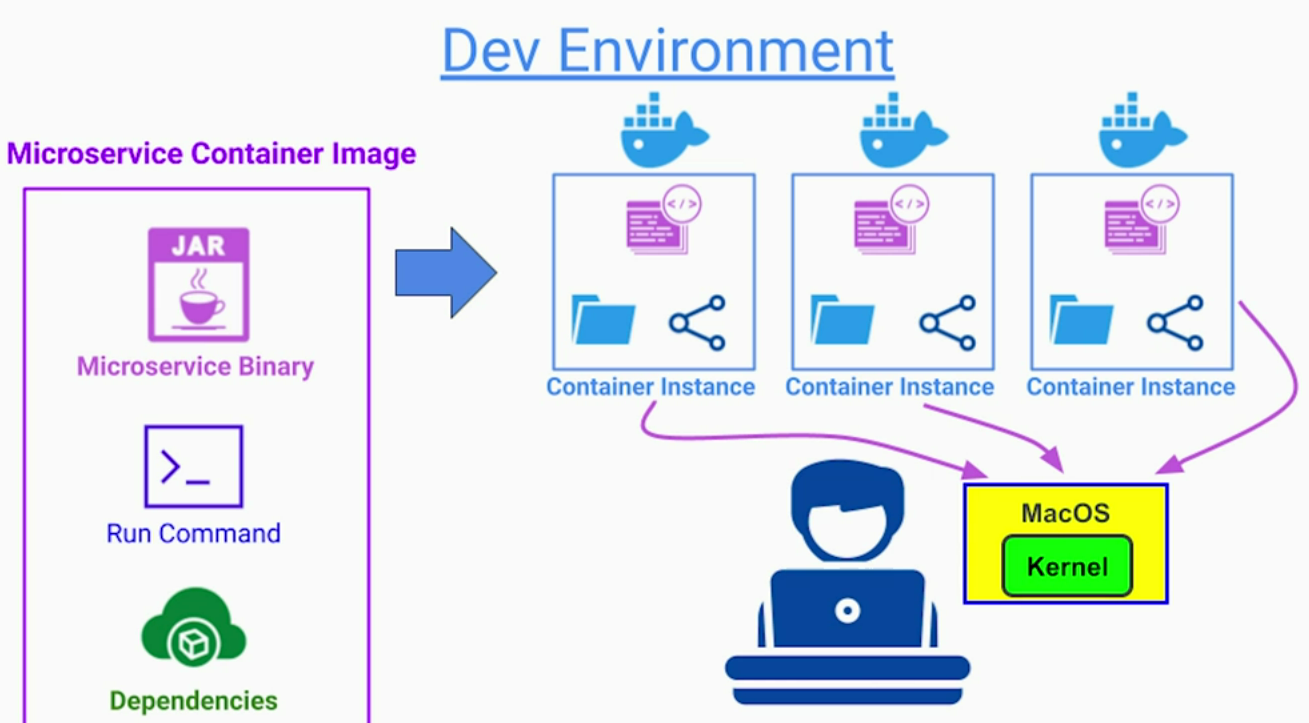 Dev Environment
Microservice Container Image
JAR
Microservice Binary
>_
Run Command
Dependencies
</>
</>
</>
Container Instance
Container Instance
Container Instance
MacOS
Kernel